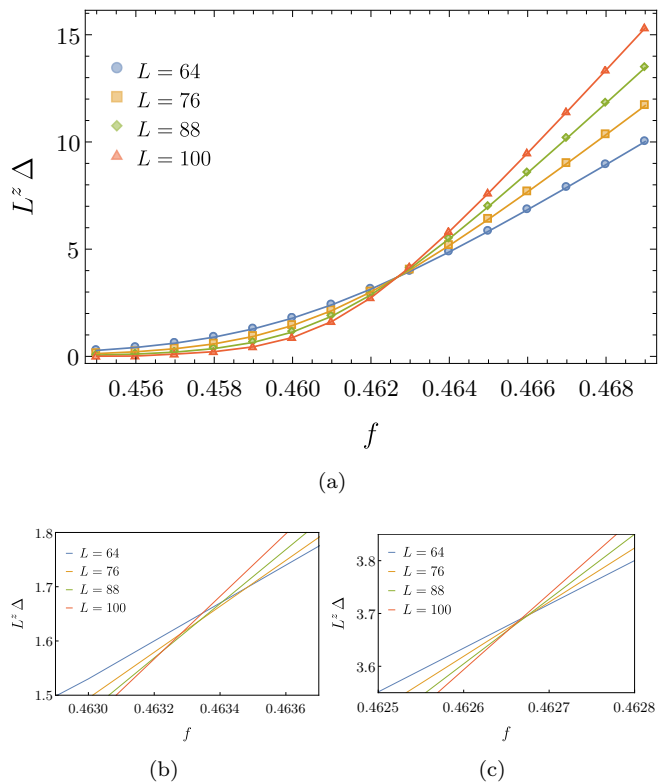 15
10
5
0
L^z Δ
L = 64
L = 76
L = 88
L = 100
0.456 0.458 0.460 0.462 0.464 0.466 0.468
f
(a)
1.8
1.7
1.6
1.5
L^z Δ
L = 64
L = 76
L = 88
L = 100
0.4630 0.4632 0.4634 0.4636
f
(b)
3.8
3.7
3.6
L^z Δ
L = 64
L = 76
L = 88
L = 100
0.4625 0.4626 0.4627 0.4628
f
(c)